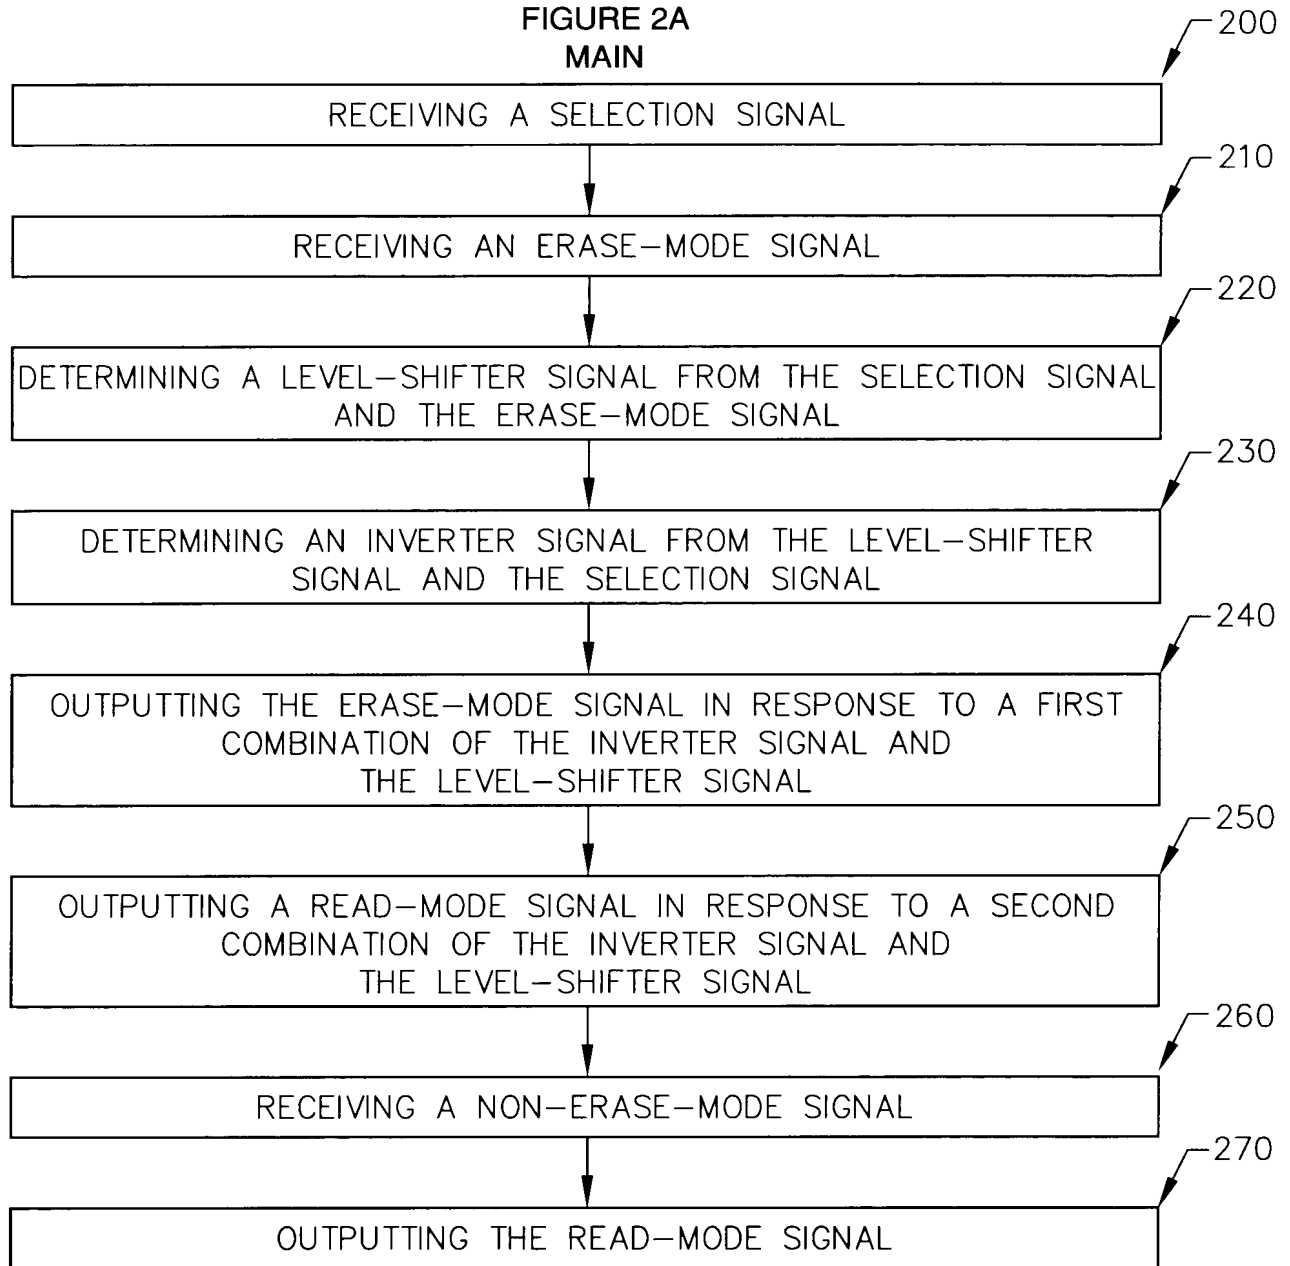 FIGURE 2A
MAIN
200
RECEIVING A SELECTION SIGNAL
210
RECEIVING AN ERASE-MODE SIGNAL
220
DETERMINING A LEVEL-SHIFTER SIGNAL FROM THE SELECTION SIGNAL
AND THE ERASE-MODE SIGNAL
230
DETERMINING AN INVERTER SIGNAL FROM THE LEVEL-SHIFTER
SIGNAL AND THE SELECTION SIGNAL
240
OUTPUTTING THE ERASE-MODE SIGNAL IN RESPONSE TO A FIRST
COMBINATION OF THE INVERTER SIGNAL AND
THE LEVEL-SHIFTER SIGNAL
250
OUTPUTTING A READ-MODE SIGNAL IN RESPONSE TO A SECOND
COMBINATION OF THE INVERTER SIGNAL AND
THE LEVEL-SHIFTER SIGNAL
260
RECEIVING A NON-ERASE-MODE SIGNAL
270
OUTPUTTING THE READ-MODE SIGNAL